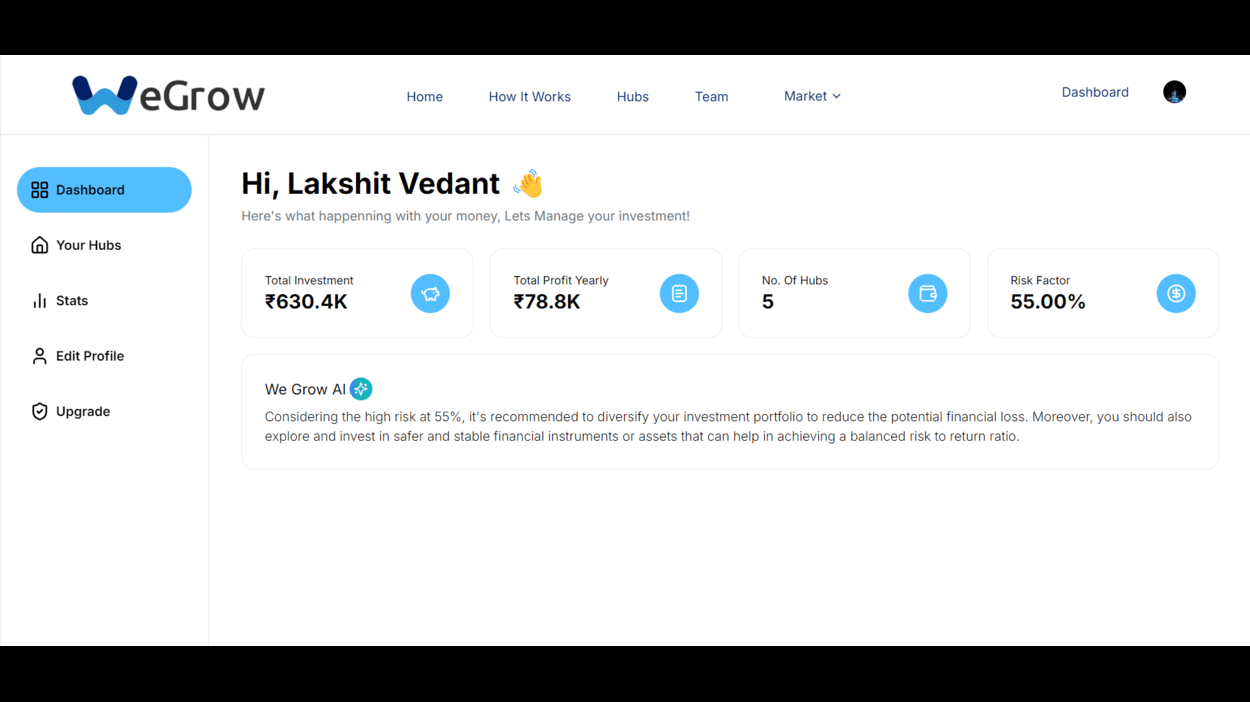 WeGrow
Home How It Works Hubs Team Market Dashboard
Dashboard
Your Hubs
Stats
Edit Profile
Upgrade
Hi, Lakshit Vedant 👋
Here's what happenning with your money, Lets Manage your investment!
Total Investment
₹630.4K
Total Profit Yearly
₹78.8K
No. Of Hubs
5
Risk Factor
55.00%
We Grow AI
Considering the high risk at 55%, it's recommended to diversify your investment portfolio to reduce the potential financial loss. Moreover, you should also
explore and invest in safer and stable financial instruments or assets that can help in achieving a balanced risk to return ratio.